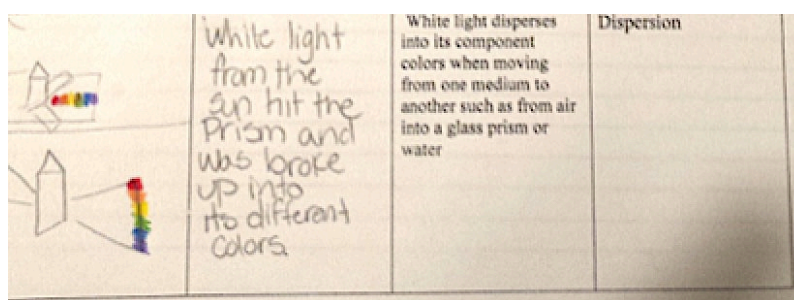 White light
from the
sun hit the
Prism and
was broke
up into
its different
colors.
White light disperses
into its component
colors when moving
from one medium to
another such as from air
into a glass prism or
water
Dispersion